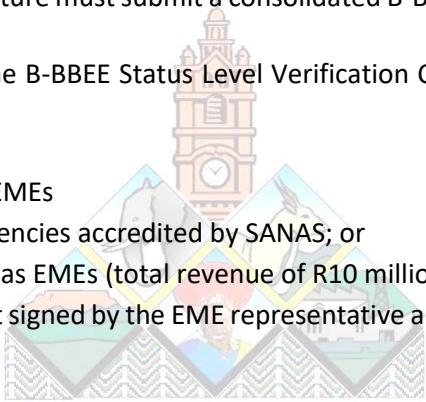 ture must submit a consolidated B-B
e B-BBEE Status Level Verification
EMEs
encies accredited by SANAS; or
as EMEs (total revenue of R10 millio
signed by the EME representative a